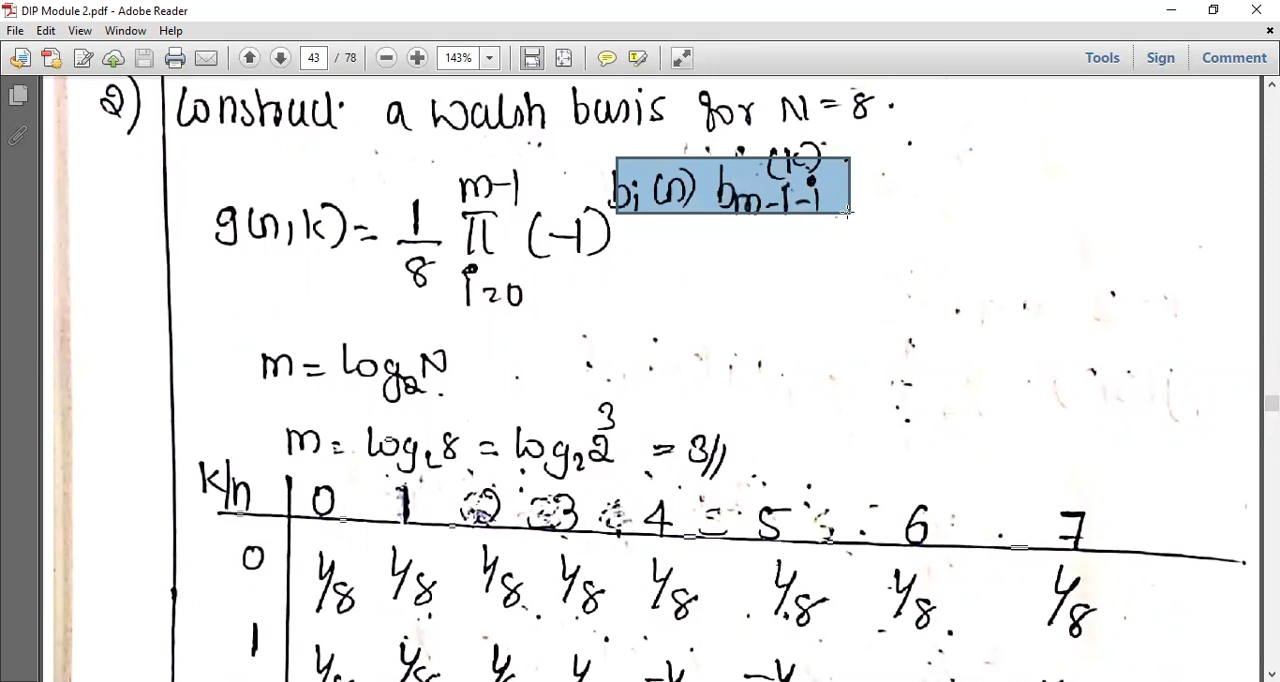 DIP Module 2.pdf - Adobe Reader
File Edit View Window Help
43 / 78 143% Tools Sign Comment
2) Construct a Walsh basis for N = 8.
g(n,k) = 1/8 m-1 π i=0 (-1) bi(n) bm-1-i(k)
m = log2 N
m = log2 8 = log2 2^3 = 3//
k/n 0 1 2 3 4 5 6 7
0 1/8 1/8 1/8 1/8 1/8 1/8 1/8 1/8
1